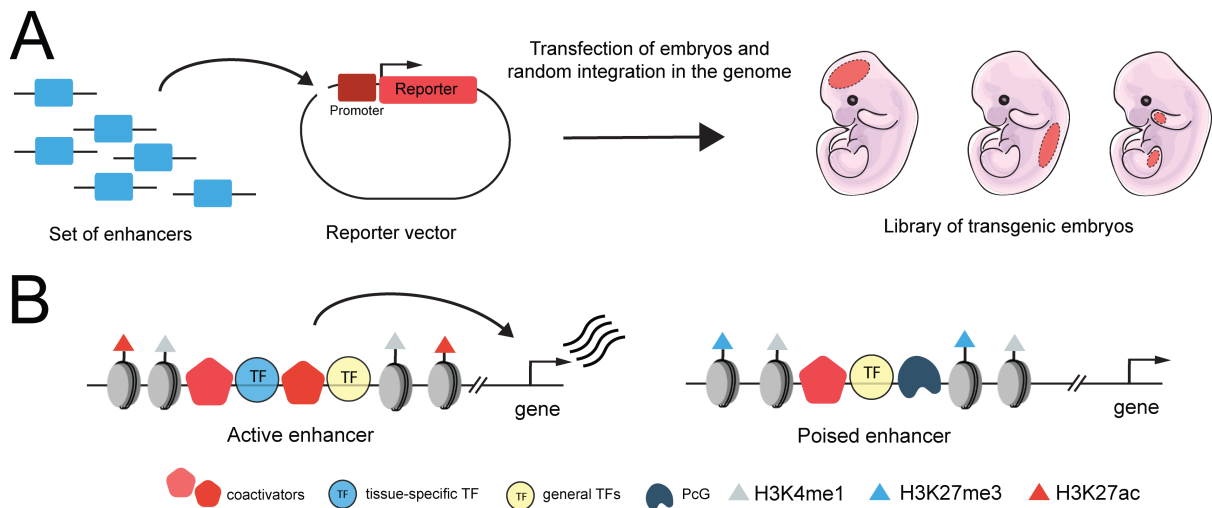 A
Transfection of embryos and
random integration in the genome
Reporter
Promoter
Set of enhancers
Reporter vector
Library of transgenic embryos
B
TF
TF
gene
Active enhancer
TF
gene
Poised enhancer
coactivators
TF
tissue-specific TF
TF
general TFs
PcG
H3K4me1
H3K27me3
H3K27ac